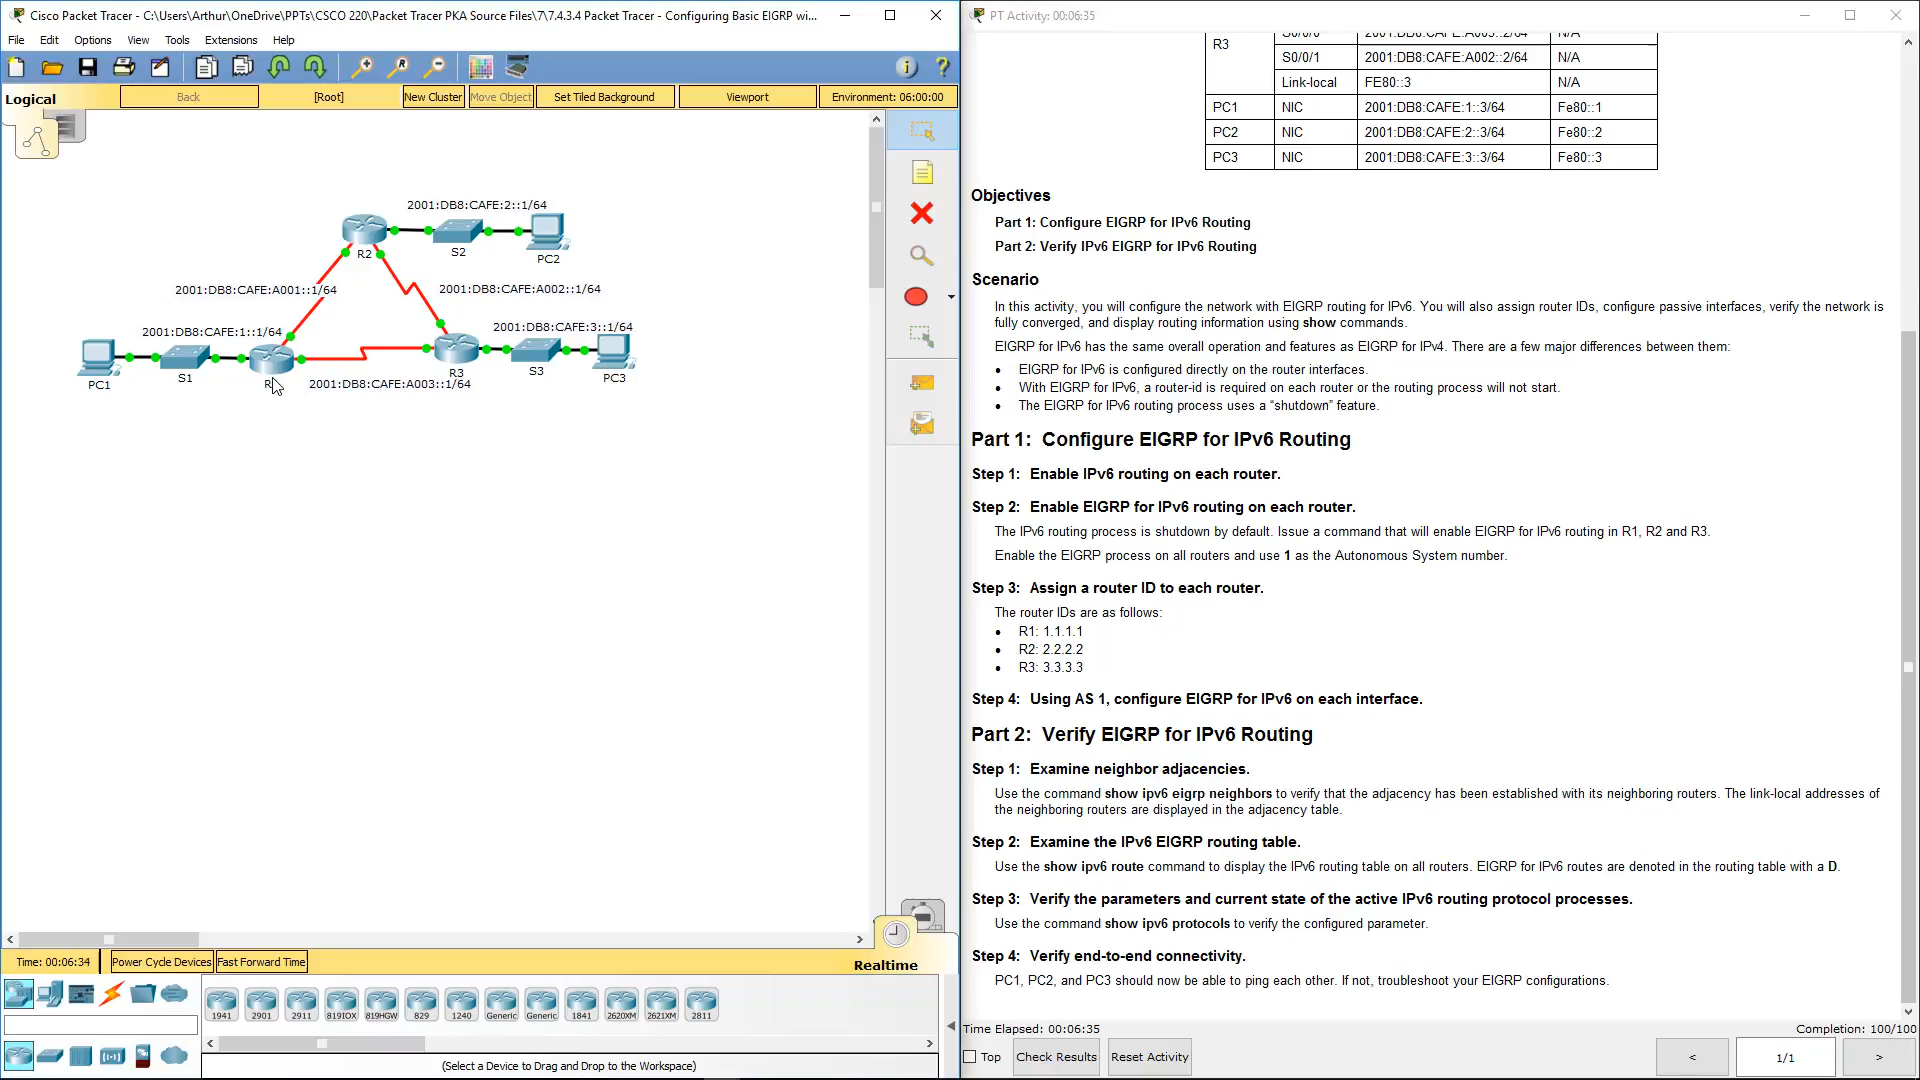 Cisco Packet Tracer - C:\Users\Arthur\OneDrive\PPTs\CSCO 220\Packet Tracer PKA Source Files\7\7.4.3.4 Packet Tracer - Configuring Basic EIGRP wi...
File Edit Options View Tools Extensions Help
Logical
Back
[Root]
New Cluster
Move Object
Set Tiled Background
Viewport
Environment: 06:00:00
2001:DB8:CAFE:2::1/64
R2
S2
PC2
2001:DB8:CAFE:A001::1/64
2001:DB8:CAFE:A002::1/64
2001:DB8:CAFE:1::1/64
2001:DB8:CAFE:3::1/64
PC1
S1
R3
S3
PC3
2001:DB8:CAFE:A003::1/64
Realtime
Time: 00:06:34
Power Cycle Devices
Fast Forward Time
1941
2901
2911
819IOX
819HGW
829
1240
Generic
Generic
1841
2620XM
2621XM
2811
(Select a Device to Drag and Drop to the Workspace)
PT Activity: 00:06:35
R3
S0/0/0 2001:DB8:CAFE:A003::2/64 N/A
S0/0/1 2001:DB8:CAFE:A002::2/64 N/A
Link-local FE80::3 N/A
PC1 NIC 2001:DB8:CAFE:1::3/64 Fe80::1
PC2 NIC 2001:DB8:CAFE:2::3/64 Fe80::2
PC3 NIC 2001:DB8:CAFE:3::3/64 Fe80::3
Objectives
Part 1: Configure EIGRP for IPv6 Routing
Part 2: Verify IPv6 EIGRP for IPv6 Routing
Scenario
In this activity, you will configure the network with EIGRP routing for IPv6. You will also assign router IDs, configure passive interfaces, verify the network is
fully converged, and display routing information using show commands.
EIGRP for IPv6 has the same overall operation and features as EIGRP for IPv4. There are a few major differences between them:
• EIGRP for IPv6 is configured directly on the router interfaces.
• With EIGRP for IPv6, a router-id is required on each router or the routing process will not start.
• The EIGRP for IPv6 routing process uses a “shutdown” feature.
Part 1: Configure EIGRP for IPv6 Routing
Step 1: Enable IPv6 routing on each router.
Step 2: Enable EIGRP for IPv6 routing on each router.
The IPv6 routing process is shutdown by default. Issue a command that will enable EIGRP for IPv6 routing in R1, R2 and R3.
Enable the EIGRP process on all routers and use 1 as the Autonomous System number.
Step 3: Assign a router ID to each router.
The router IDs are as follows:
• R1: 1.1.1.1
• R2: 2.2.2.2
• R3: 3.3.3.3
Step 4: Using AS 1, configure EIGRP for IPv6 on each interface.
Part 2: Verify EIGRP for IPv6 Routing
Step 1: Examine neighbor adjacencies.
Use the command show ipv6 eigrp neighbors to verify that the adjacency has been established with its neighboring routers. The link-local addresses of
the neighboring routers are displayed in the adjacency table.
Step 2: Examine the IPv6 EIGRP routing table.
Use the show ipv6 route command to display the IPv6 routing table on all routers. EIGRP for IPv6 routes are denoted in the routing table with a D.
Step 3: Verify the parameters and current state of the active IPv6 routing protocol processes.
Use the command show ipv6 protocols to verify the configured parameter.
Step 4: Verify end-to-end connectivity.
PC1, PC2, and PC3 should now be able to ping each other. If not, troubleshoot your EIGRP configurations.
Time Elapsed: 00:06:35
Completion: 100/100
Top
Check Results
Reset Activity
<
1/1
>